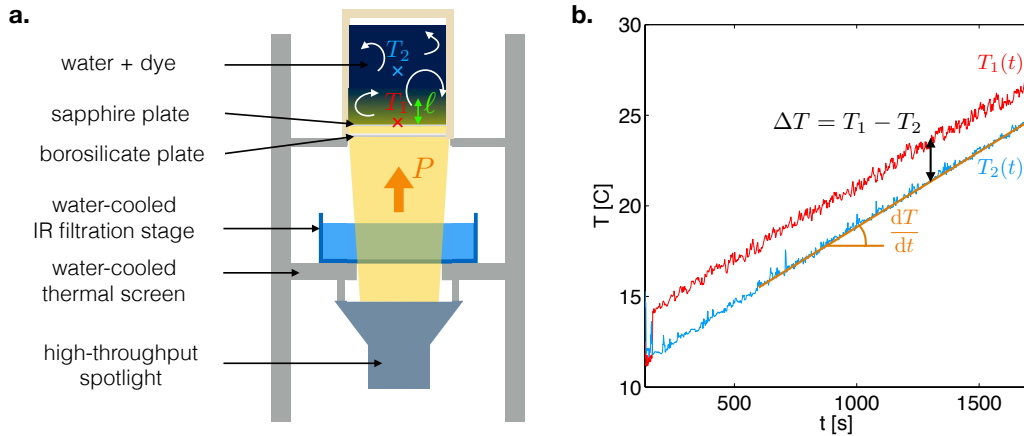 a.
water + dye
sapphire plate
borosilicate plate
water-cooled
IR filtration stage
water-cooled
thermal screen
high-throughput
spotlight
T₂
T₁
ℓ
P
b.
30
25
20
15
10
T [C]
500
1000
1500
t [s]
T₁(t)
ΔT = T₁ − T₂
T₂(t)
dT
dt